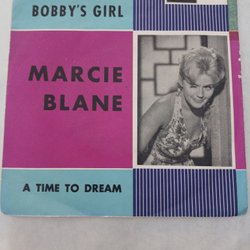 BOBBY'S GIRL
MARCIE
BLANE
A TIME TO DREAM